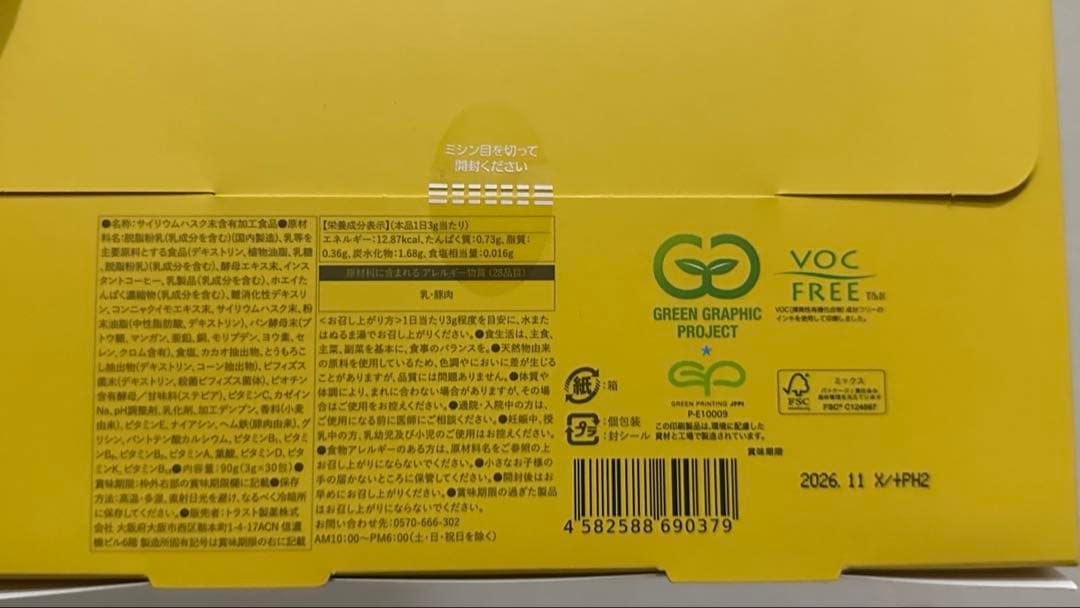 ミシン目を切って
開封ください
●名称:サイリウムハスク末含有加工食品●原材
料名:脱脂粉乳(乳成分を含む)(国内製造)、乳等を
主要原料とする食品(デキストリン、植物油脂、乳糖
、脱脂粉乳)(乳成分を含む)、酵母エキス末、インス
タントコーヒー、乳製品(乳成分を含む)、ホエイた
んぱく濃縮物(乳成分を含む)、難消化性デキスリ
ン、コンニャクイモエキス末、サイリウムハスク末、粉
末油脂(中性脂肪酸、デキストリン)、パン酵母末(プ
トウ糖、マンガン、亜鉛、銅、モリブデン、ヨウ素、セ
レン、クロム含有)、食塩、カカオ抽出物、とうもろこ
し抽出物(デキストリン、コーン抽出物)、ビフィズス
菌末(デキストリン、殺菌ビフィズス菌体)、ビオチン
含有酵母/甘味料(ステビア)、ビタミンC、カゼイン
Na、pH調整剤、乳化剤、加工デンプン、香料(小麦
由来)、ビタミンE、ナイアシン、ヘム鉄(豚肉由来)、グ
リシン、パントテン酸カルシウム、ビタミンB₁、ビタミ
ンB₆、ビタミンB₂、ビタミンA、葉酸、ビタミンD、ビタミ
ンK、ビタミンB₁₂●内容量:90g(3g×30包)●
賞味期限:枠外右部の賞味期限欄に記載●保存
方法:高温・多湿、直射日光を避け、なるべく冷暗所
に保存してください。●販売者:トラスト製薬株式
会社 大阪府大阪市西区靱本町1-4-17ACN 信濃
橋ビル6階 製造所固有記号は賞味期限の右に記載
【栄養成分表示】(本品1日3g当たり)
エネルギー:12.87kcal、たんぱく質:0.73g、脂質:
0.36g、炭水化物:1.68g、食塩相当量:0.016g
原材料に含まれるアレルギー物質(28品目)
乳・豚肉
<お召し上がり方>1日当たり3g程度を目安に、水また
はぬるま湯でお召し上がりください。●食生活は、主食、
主菜、副菜を基本に、食事のバランスを。●天然物由来
の原料を使用しているため、色調やにおいに差が生じる
ことがありますが、品質には問題ありません。●体質や
体調により、まれに合わない場合がありますが、その場
合はご使用をお控えください。●通院・入院中の方は、
ご使用になる前に医師にご相談ください。●妊娠中、授
乳中の方、乳幼児及び小児のご使用はお控えください。
●食物アレルギーのある方は、原材料名をご参照の上
お召し上がりにならないでください。●小さなお子様の
手の届かないところに保管してください。●開封後はお
早めにお召し上がりください。●賞味期限の過ぎた製品
はお召し上がりにならないでください。
お問い合わせ先:0570-666-302
AM10:00～PM6:00(土・日・祝日を除く)
GREEN GRAPHIC
PROJECT
GREEN PRINTING JFPI
P-E10009
この印刷製品は、環境に配慮した
資材と工場で製造されています。
VOC
FREE T&K
VOC(揮発性有機化合物)成分フリーの
インキを使用して印刷しました。
紙:箱
プラ:個包装
封シール
FSC
ミックス
FSC® C124867
賞味期限
2026. 11 X/+PH2
4 582588 690379